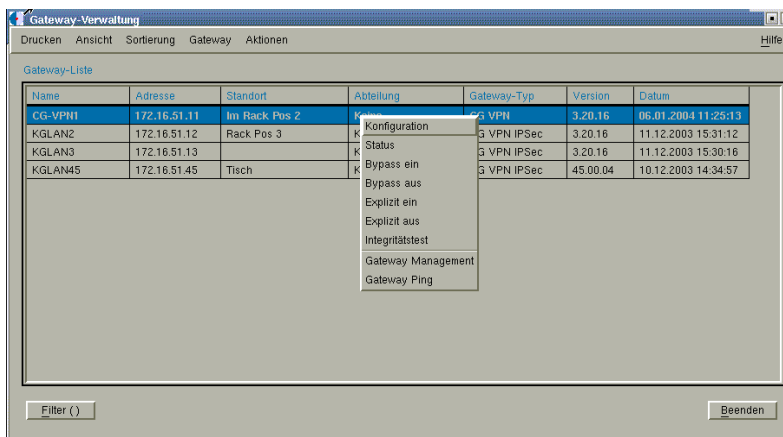 Gateway-Verwaltung
Drucken Ansicht Sortierung Gateway Aktionen Hilfe
Gateway-Liste
Name Adresse Standort Abteilung Gateway-Typ Version Datum
CG-VPN1 172.16.51.11 Im Rack Pos 2 Keine CG VPN 3.20.16 06.01.2004 11:25:13
KGLAN2 172.16.51.12 Rack Pos 3 K G VPN IPSec 3.20.16 11.12.2003 15:31:12
KGLAN3 172.16.51.13 K G VPN IPSec 3.20.16 11.12.2003 15:30:16
KGLAN45 172.16.51.45 Tisch K G VPN IPSec 45.00.04 10.12.2003 14:34:57
Konfiguration
Status
Bypass ein
Bypass aus
Explizit ein
Explizit aus
Integritätstest
Gateway Management
Gateway Ping
Filter ( ) Beenden